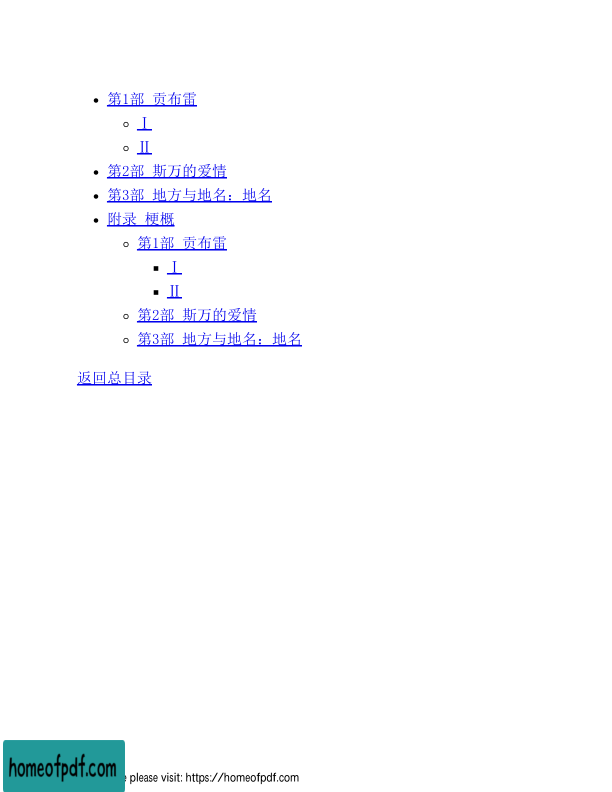 第1部 贡布雷
Ⅰ
Ⅱ
第2部 斯万的爱情
第3部 地方与地名：地名
附录 梗概
第1部 贡布雷
Ⅰ
Ⅱ
第2部 斯万的爱情
第3部 地方与地名：地名
返回总目录
homeofpdf.com
please visit: https://homeofpdf.com